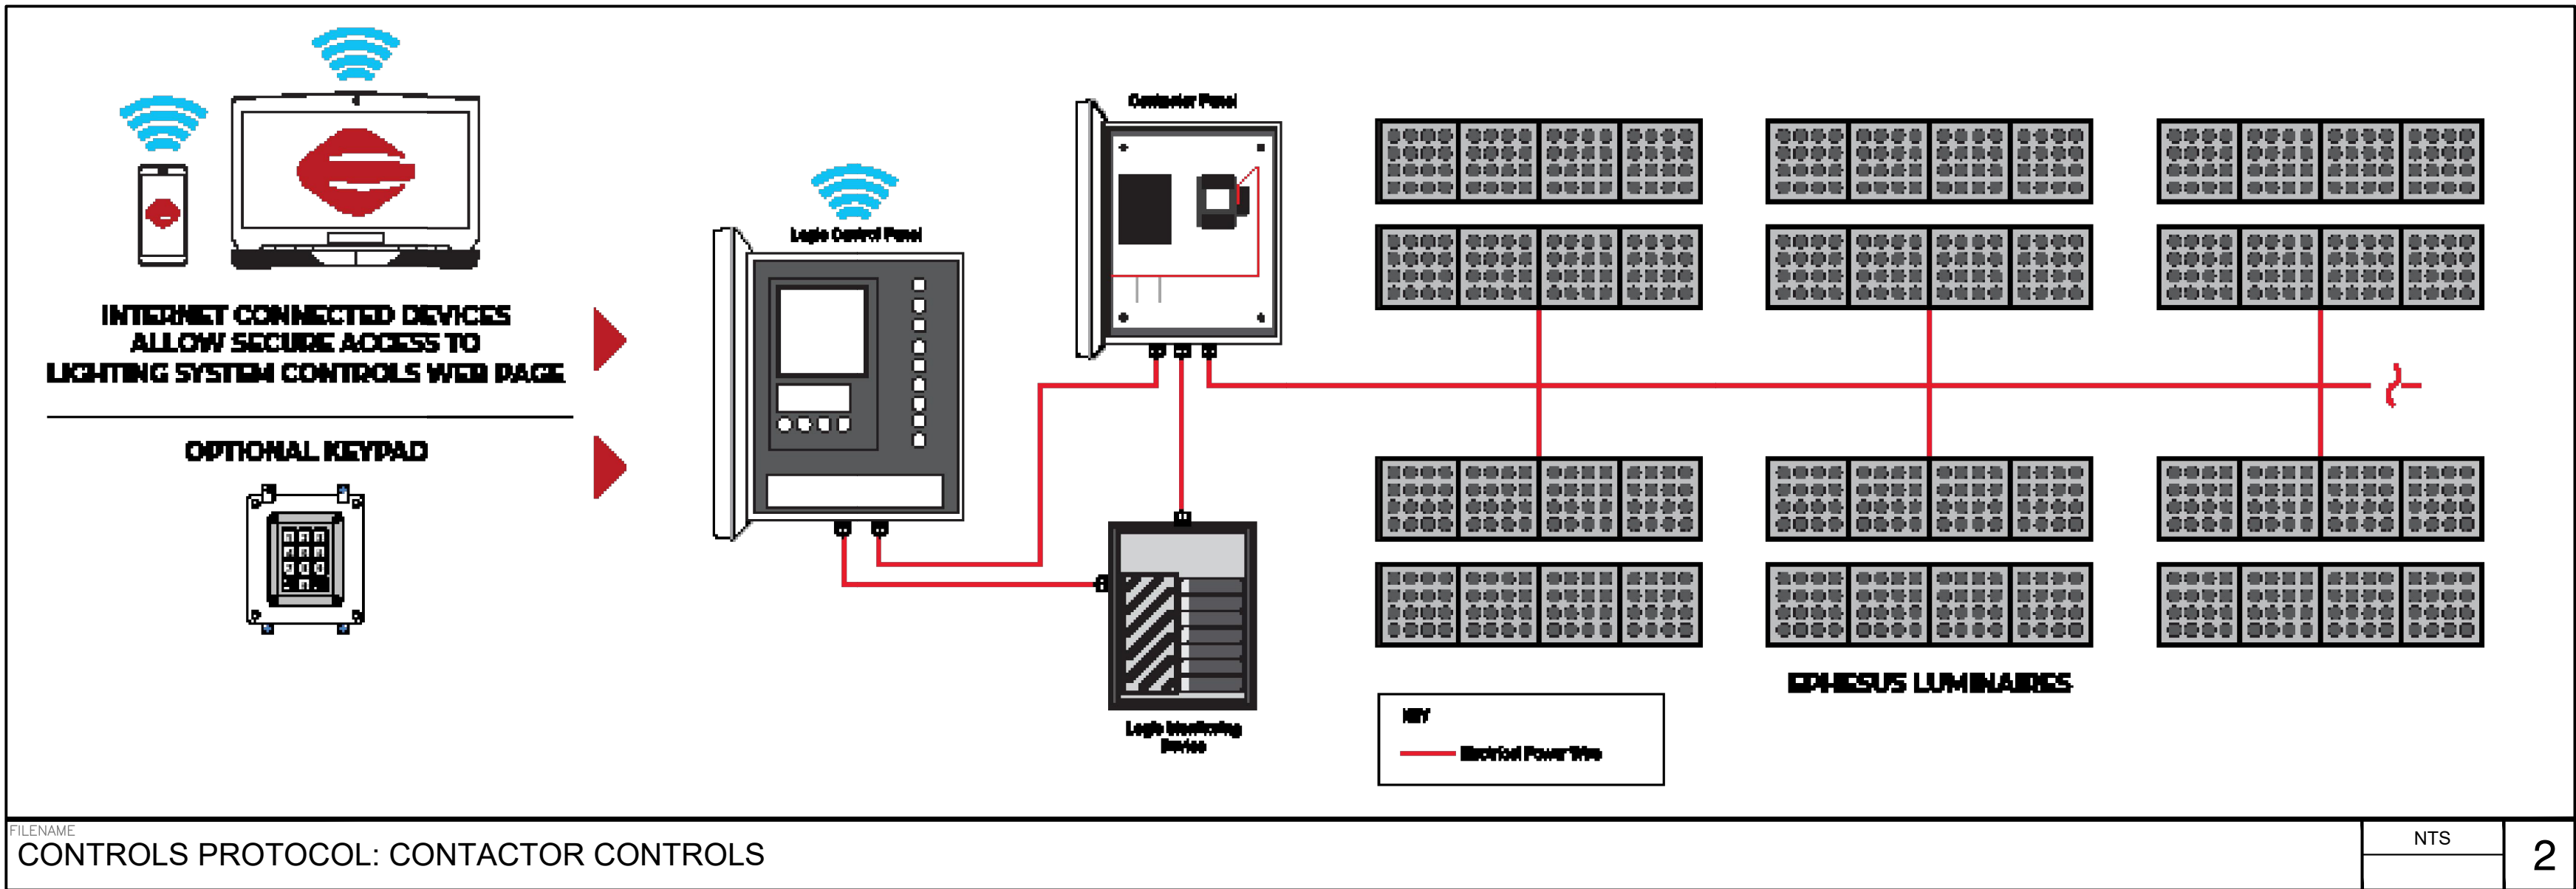 Contactor Panel
Logic Control Panel
INTERNET CONNECTED DEVICES
ALLOW SECURE ACCESS TO
LIGHTING SYSTEM CONTROLS WEB PAGE
OPTIONAL KEYPAD
EPHESUS LUMINAIRES
Logic Monitoring
Device
KEY
Electrical Power Wire
FILENAME
CONTROLS PROTOCOL: CONTACTOR CONTROLS
NTS
2